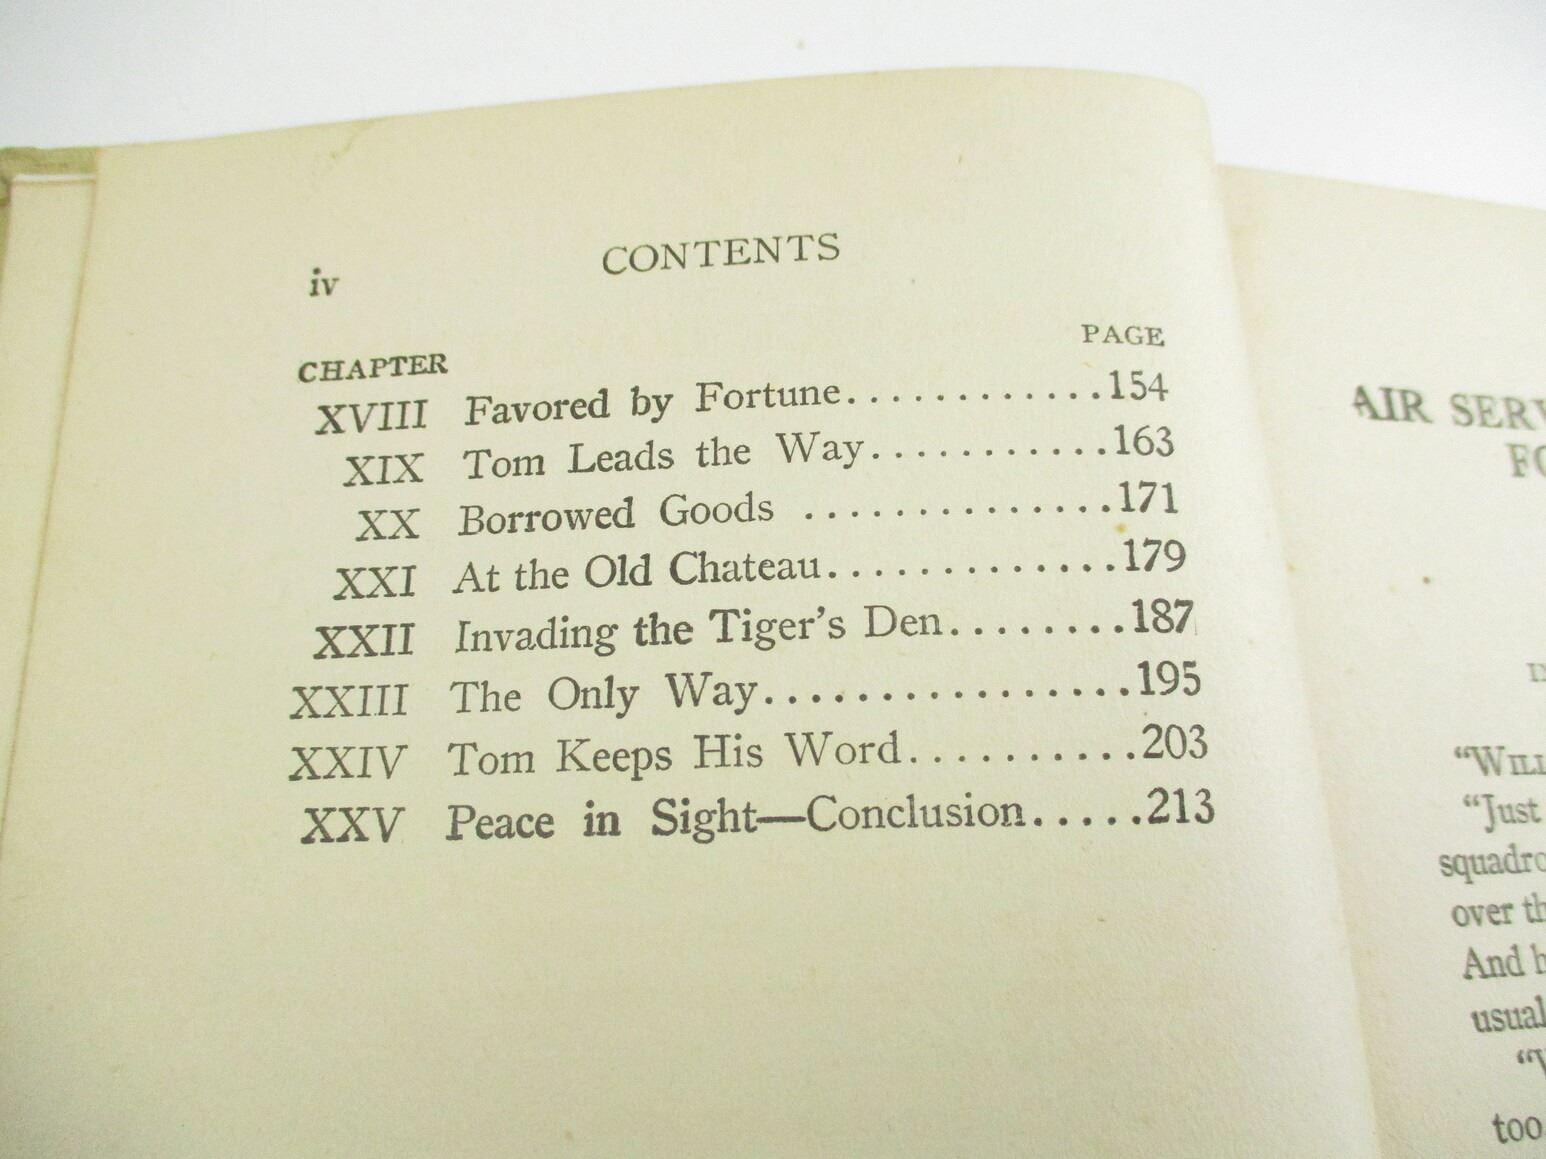 iv
CONTENTS
CHAPTER PAGE
XVIII Favored by Fortune............154
XIX Tom Leads the Way...........163
XX Borrowed Goods ..............171
XXI At the Old Chateau.............179
XXII Invading the Tiger's Den........187
XXIII The Only Way................195
XXIV Tom Keeps His Word..........203
XXV Peace in Sight—Conclusion.....213
AIR SERV
FO
"WILL
"Just
squadro
over th
And h
usual
too